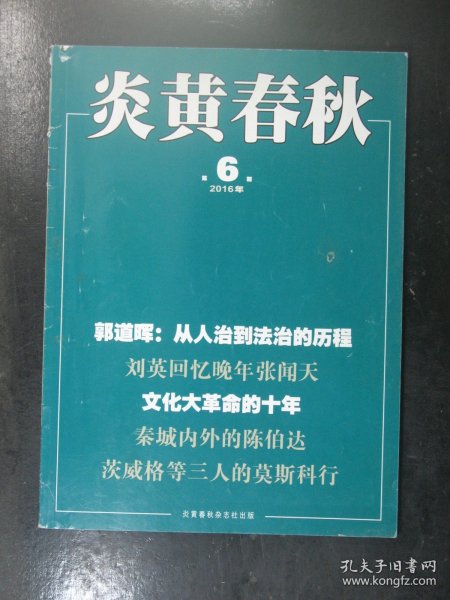 炎黄春秋
第6期
2016年
郭道晖：从人治到法治的历程
刘英回忆晚年张闻天
文化大革命的十年
秦城内外的陈伯达
茨威格等三人的莫斯科行
炎黄春秋杂志社出版
孔夫子旧书网
www.kongfz.com